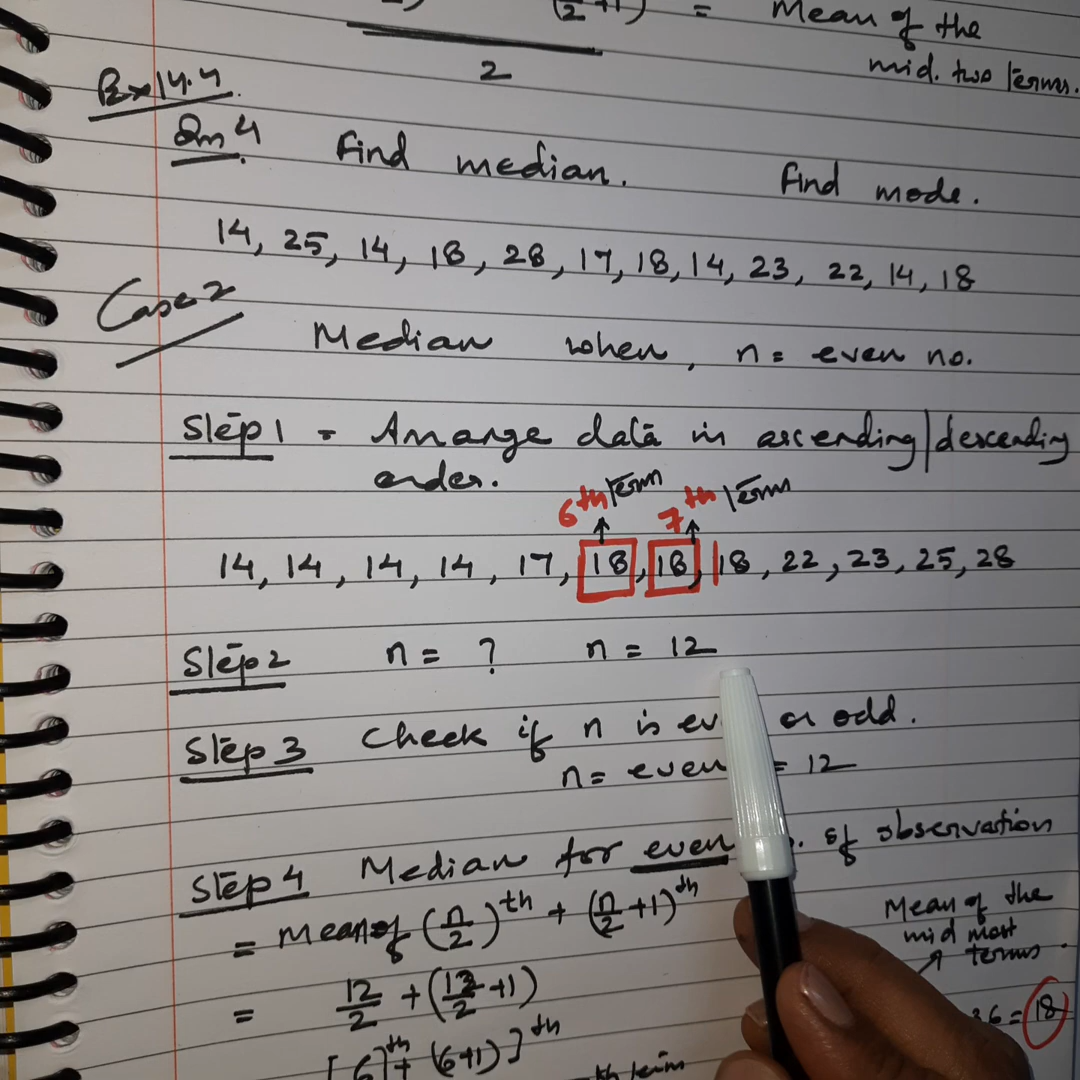 (n/2 + 1) = Mean of the
2 mid. two terms.
Ex 14.4
Qn 4 Find median. Find mode.
14, 25, 14, 18, 28, 17, 18, 14, 23, 22, 14, 18
Case 2
Median when, n = even no.
Step 1 = Arrange data in ascending/descending
order.
6th term 7th term
14, 14, 14, 14, 17, 18, 18, 18, 22, 23, 25, 28
Step 2 n = ? n = 12
Step 3 Check if n is or odd.
n = even = 12
Step 4 Median for even of observation
= Mean of (n/2)th + (n/2 + 1)th
Mean of the
mid most
terms.
= 12/2 + (12/2 + 1)
36 = 18
[6]th + (6+1)]th
th term